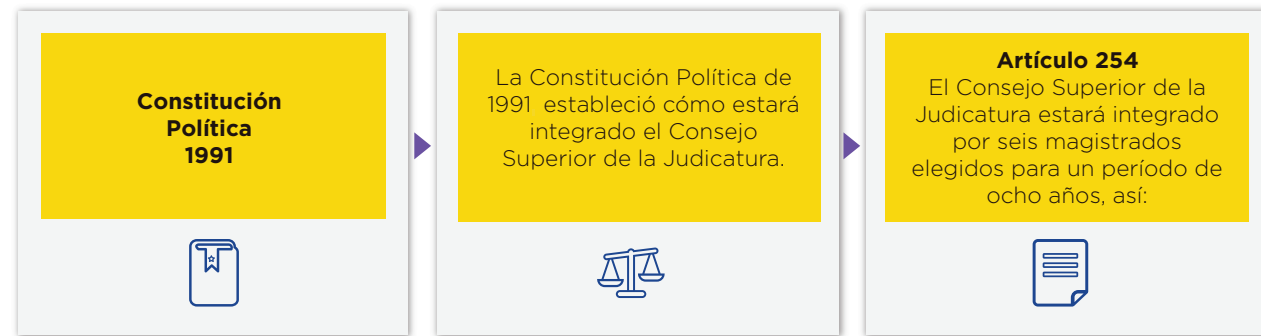 Constitución
Política
1991
La Constitución Política de
1991 estableció cómo estará
integrado el Consejo
Superior de la Judicatura.
Artículo 254
El Consejo Superior de la
Judicatura estará integrado
por seis magistrados
elegidos para un período de
ocho años, así: